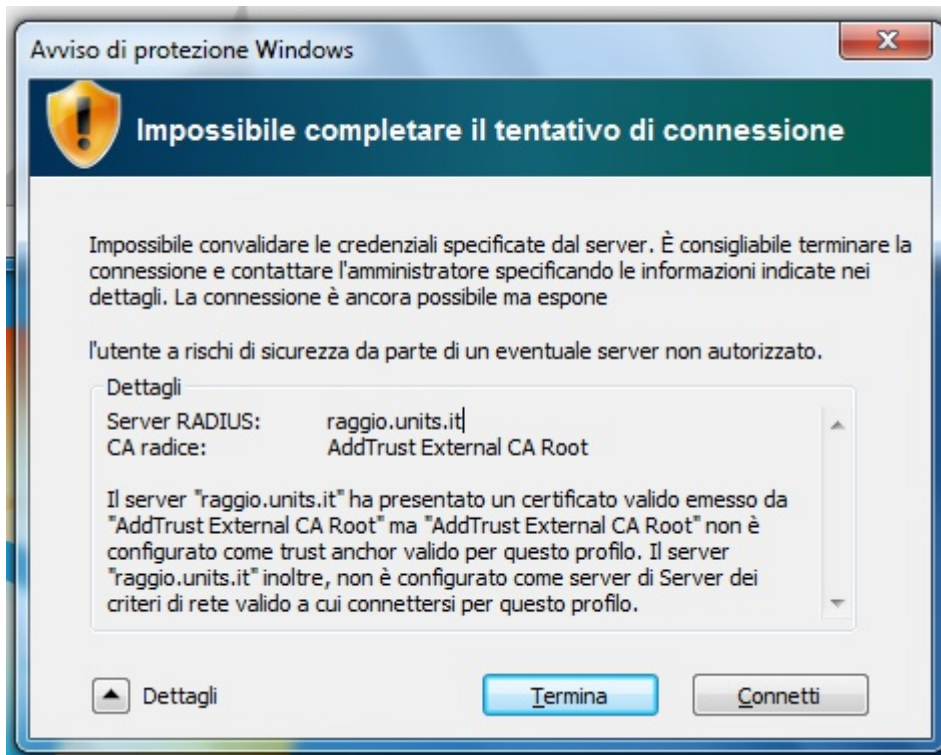 Avviso di protezione Windows
Impossibile completare il tentativo di connessione
Impossibile convalidare le credenziali specificate dal server. È consigliabile terminare la
connessione e contattare l'amministratore specificando le informazioni indicate nei
dettagli. La connessione è ancora possibile ma espone
l'utente a rischi di sicurezza da parte di un eventuale server non autorizzato.
Dettagli
Server RADIUS: raggio.units.it
CA radice: AddTrust External CA Root
Il server "raggio.units.it" ha presentato un certificato valido emesso da
"AddTrust External CA Root" ma "AddTrust External CA Root" non è
configurato come trust anchor valido per questo profilo. Il server
"raggio.units.it" inoltre, non è configurato come server di Server dei
criteri di rete valido a cui connettersi per questo profilo.
Dettagli
Termina
Connetti